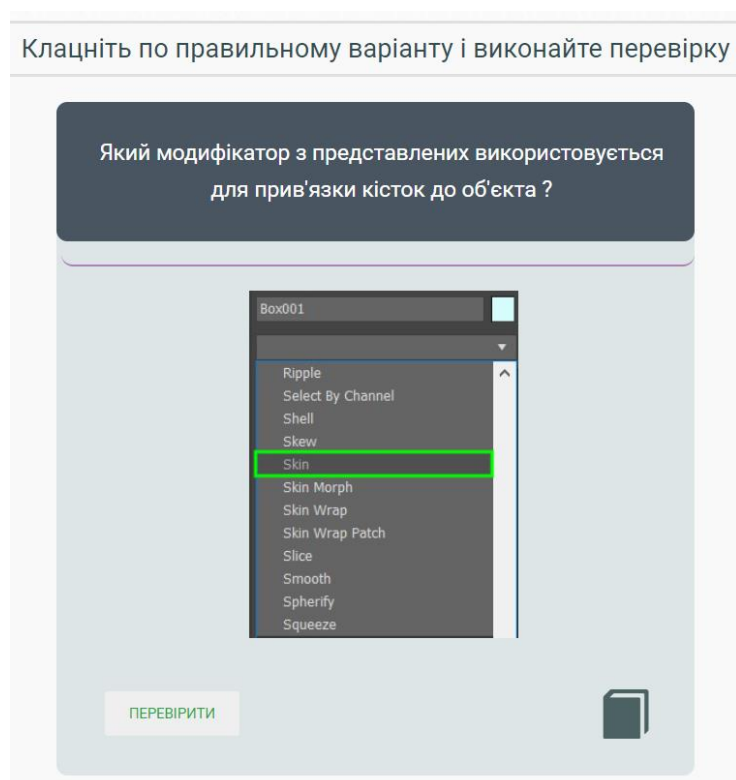 Клацніть по правильному варіанту і виконайте перевірку
Який модифікатор з представлених використовується
для прив'язки кісток до об'єкта ?
Box001
Ripple
Select By Channel
Shell
Skew
Skin
Skin Morph
Skin Wrap
Skin Wrap Patch
Slice
Smooth
Spherify
Squeeze
ПЕРЕВІРИТИ